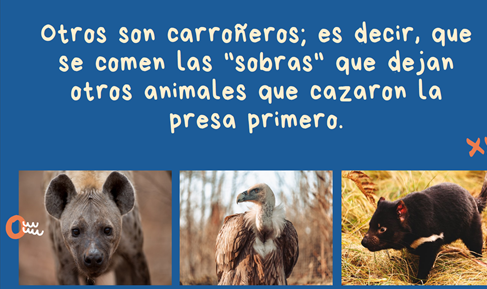 Otros son carroñeros; es decir, que
se comen las "sobras" que dejan
otros animales que cazaron la
presa primero.